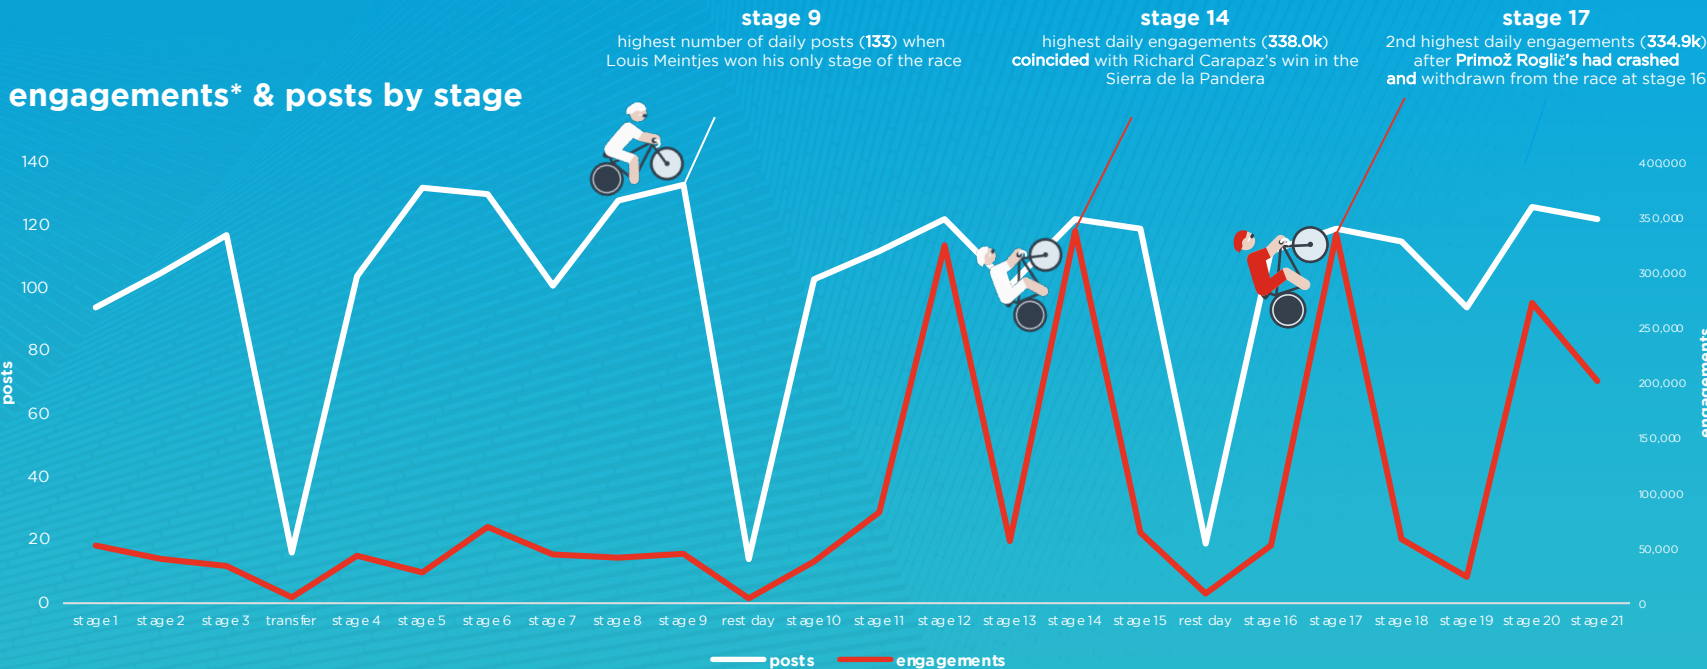 stage 9
highest number of daily posts (133) when
Louis Meintjes won his only stage of the race
stage 14
highest daily engagements (338.0k)
coincided with Richard Carapaz's win in the
Sierra de la Pandera
stage 17
2nd highest daily engagements (334.9k)
after Primož Roglič's had crashed
and withdrawn from the race at stage 16
engagements* & posts by stage
140
120
100
80
60
40
20
0
posts
400,000
350,000
300,000
250,000
200,000
150,000
100,000
50,000
0
engagements
stage 1 stage 2 stage 3 transfer stage 4 stage 5 stage 6 stage 7 stage 8 stage 9 rest day stage 10 stage 11 stage 12 stage 13 stage 14 stage 15 rest day stage 16 stage 17 stage 18 stage 19 stage 20 stage 21
posts engagements